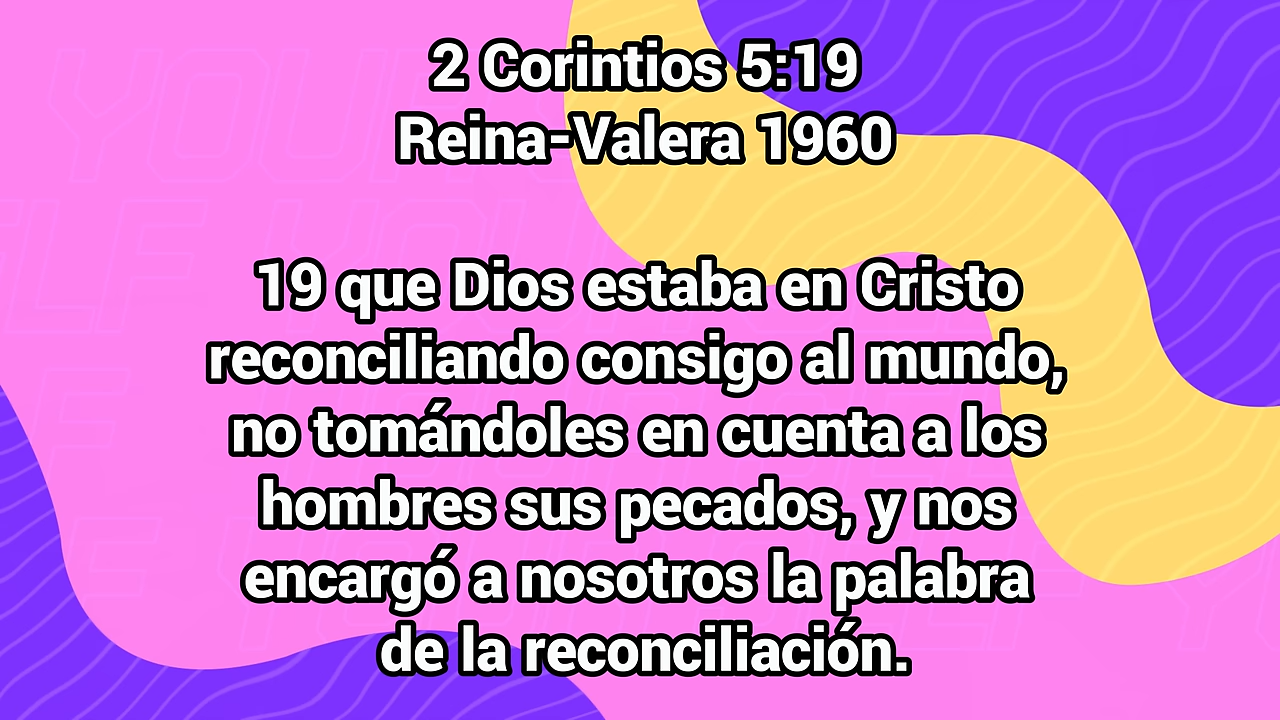 2 Corintios 5:19
Reina-Valera 1960
19 que Dios estaba en Cristo
reconciliando consigo al mundo,
no tomándoles en cuenta a los
hombres sus pecados, y nos
encargó a nosotros la palabra
de la reconciliación.